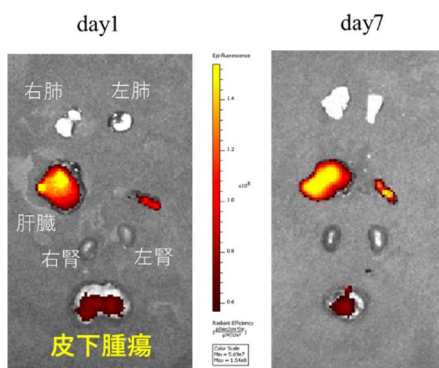 day1
day7
右肺
左肺
肝臓
右腎
左腎
皮下腫瘍
Epi-fluorescence
1.4
1.2
1.0
x10⁸
0.8
0.6
Radiant Efficiency
Color Scale
Min = 5.69e7
Max = 1.54e8